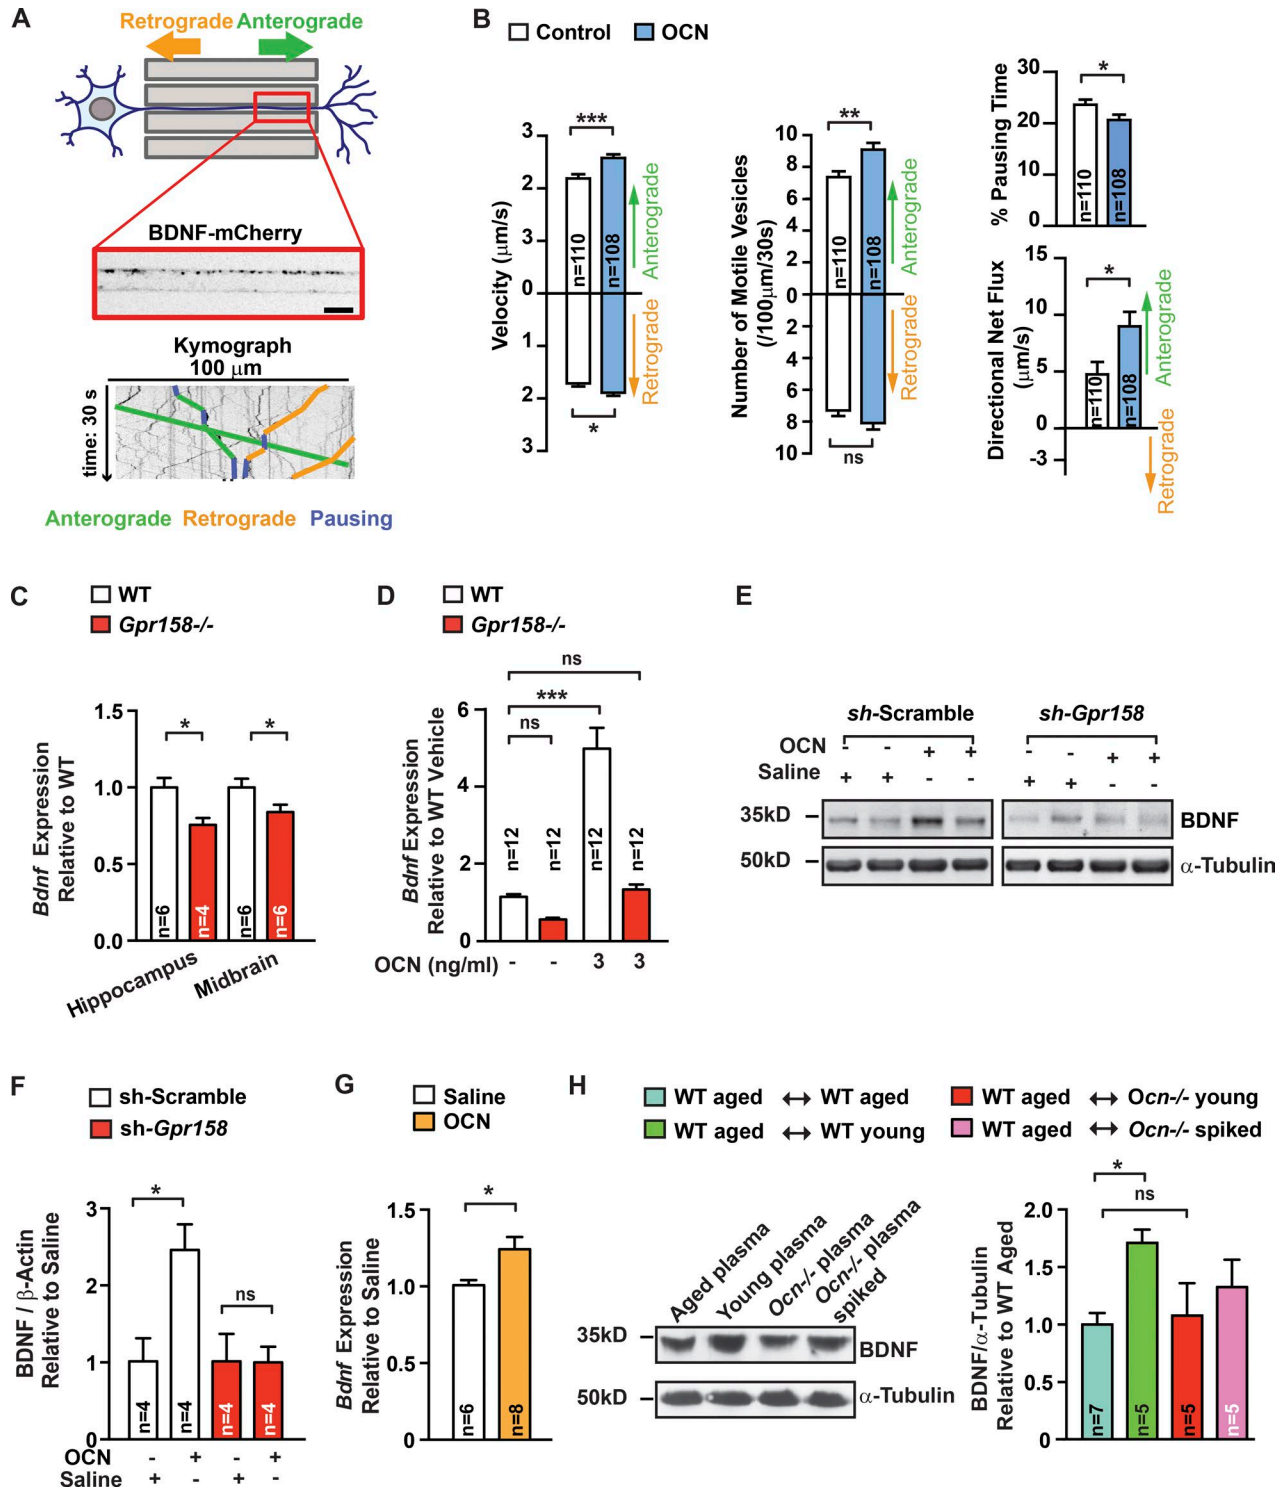 A
Retrograde Anterograde
BDNF-mCherry
Kymograph
100 μm
time: 30 s
Anterograde Retrograde Pausing
B
Control OCN
Velocity (μm/s)
3
2
3
0
1
2
3
***
n=110
n=108
*
Anterograde
Retrograde
Number of Motile Vesicles
(/100μm/30s)
10
8
6
4
2
0
2
4
6
8
10
**
n=110
n=108
ns
Anterograde
Retrograde
% Pausing Time
30
20
10
0
*
n=110
n=108
Directional Net Flux
(μm/s)
15
10
5
0
-3
*
n=110
n=108
Anterograde
Retrograde
C
WT
Gpr158-/-
Bdnf Expression
Relative to WT
1.5
1.0
0.5
0.0
*
*
n=6
n=4
n=6
n=6
Hippocampus
Midbrain
D
WT
Gpr158-/-
Bdnf Expression
Relative to WT Vehicle
6
4
2
0
ns
***
ns
n=12
n=12
n=12
n=12
OCN (ng/ml) - - 3 3
E
sh-Scramble sh-Gpr158
OCN - - + + - - + +
Saline + + - - + + - -
35kD BDNF
50kD α-Tubulin
F
sh-Scramble
sh-Gpr158
BDNF / β-Actin
Relative to Saline
3
2
1
0
*
ns
n=4
n=4
n=4
n=4
OCN - + - +
Saline + - + -
G
Saline
OCN
Bdnf Expression
Relative to Saline
1.5
1.0
0.5
0
*
n=6
n=8
H
WT aged ↔ WT aged
WT aged ↔ Ocn-/- young
WT aged ↔ WT young
WT aged ↔ Ocn-/- spiked
Aged plasma
Young plasma
Ocn-/- plasma
Ocn-/- plasma
spiked
35kD BDNF
50kD α-Tubulin
BDNF/α-Tubulin
Relative to WT Aged
2.0
1.5
1.0
0
*
ns
n=7
n=5
n=5
n=5